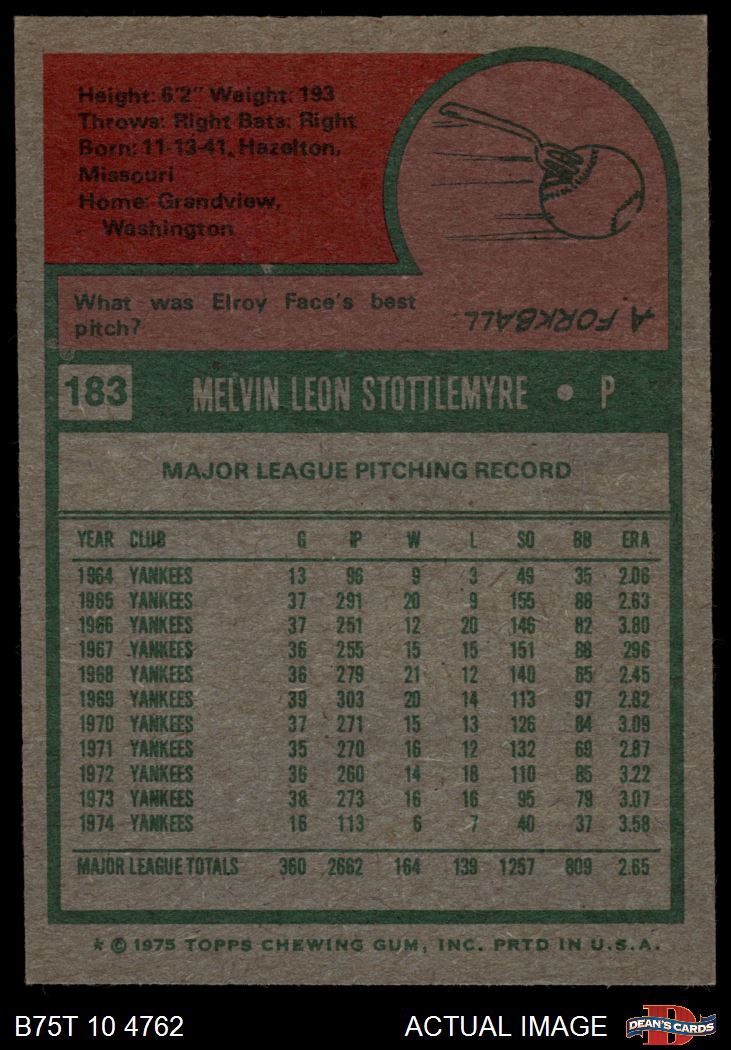 Height: 6'2" Weight: 193
Throws: Right Bats: Right
Born: 11-13-41, Hazelton,
Missouri
Home: Grandview,
Washington
What was Elroy Face's best
pitch?
A FORKBALL
183 MELVIN LEON STOTTLEMYRE • P
MAJOR LEAGUE PITCHING RECORD
YEAR CLUB G IP W L SO BB ERA
1964 YANKEES 13 96 9 3 49 35 2.06
1965 YANKEES 37 291 20 9 155 88 2.63
1966 YANKEES 37 251 12 20 146 82 3.80
1967 YANKEES 36 255 15 15 151 88 296
1968 YANKEES 36 279 21 12 140 85 2.45
1969 YANKEES 39 303 20 14 113 97 2.82
1970 YANKEES 37 271 15 13 126 84 3.09
1971 YANKEES 35 270 16 12 132 69 2.87
1972 YANKEES 36 260 14 18 110 85 3.22
1973 YANKEES 38 273 16 16 95 79 3.07
1974 YANKEES 16 113 6 7 40 37 3.58
MAJOR LEAGUE TOTALS 360 2662 164 139 1257 809 2.65
* © 1975 TOPPS CHEWING GUM, INC. PRTD IN U.S.A.
B75T 10 4762 ACTUAL IMAGE DEAN'S CARDS